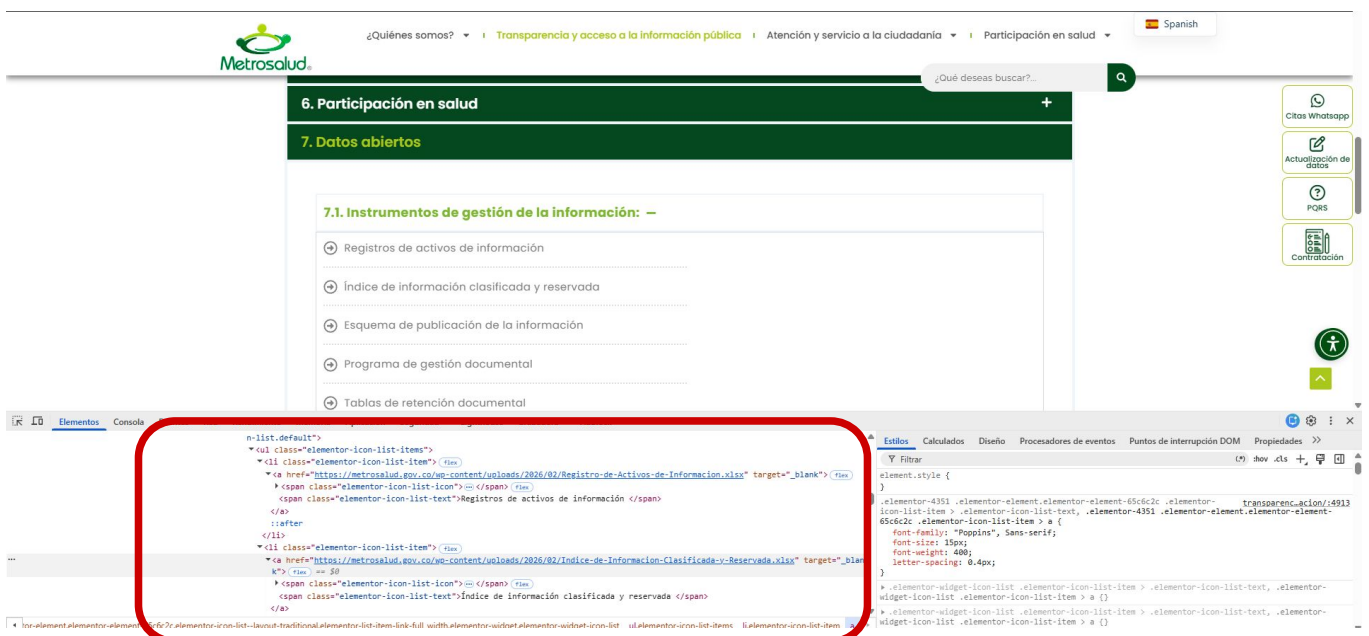 Metrosalud®
¿Quiénes somos?
Transparencia y acceso a la información pública
Atención y servicio a la ciudadanía
Participación en salud
Spanish
¿Qué deseas buscar?...
6. Participación en salud +
7. Datos abiertos
7.1. Instrumentos de gestión de la información: –
Registros de activos de información
Índice de información clasificada y reservada
Esquema de publicación de la información
Programa de gestión documental
Tablas de retención documental
Citas Whatsapp
Actualización de
datos
PQRS
Contratación
Elementos Consola
n-list.default">
▼<ul class="elementor-icon-list-items">
▼<li class="elementor-icon-list-item"> flex
▼<a href="https://metrosalud.gov.co/wp-content/uploads/2026/02/Registro-de-Activos-de-Informacion.xlsx" target="_blank"> flex
▶<span class="elementor-icon-list-icon">…</span> flex
<span class="elementor-icon-list-text">Registros de activos de información </span>
</a>
::after
</li>
▼<li class="elementor-icon-list-item"> flex
▼<a href="https://metrosalud.gov.co/wp-content/uploads/2026/02/Indice-de-Informacion-Clasificada-y-Reservada.xlsx" target="_blan
k"> flex == $0
▶<span class="elementor-icon-list-icon">…</span> flex
<span class="elementor-icon-list-text">Índice de información clasificada y reservada </span>
</a>
Estilos Calculados Diseño Procesadores de eventos Puntos de interrupción DOM Propiedades
Filtrar :hov .cls
element.style {
}
.elementor-4351 .elementor-element.elementor-element-65c6c2c .elementor- transparenc…acion/:4913
icon-list-item > .elementor-icon-list-text, .elementor-4351 .elementor-element.elementor-element-
65c6c2c .elementor-icon-list-item > a {
font-family: "Poppins", Sans-serif;
font-size: 15px;
font-weight: 400;
letter-spacing: 0.4px;
}
▶ .elementor-widget-icon-list .elementor-icon-list-item > .elementor-icon-list-text, .elementor-
widget-icon-list .elementor-icon-list-item > a {}
▶ .elementor-widget-icon-list .elementor-icon-list-item > .elementor-icon-list-text, .elementor-
widget-icon-list .elementor-icon-list-item > a {}